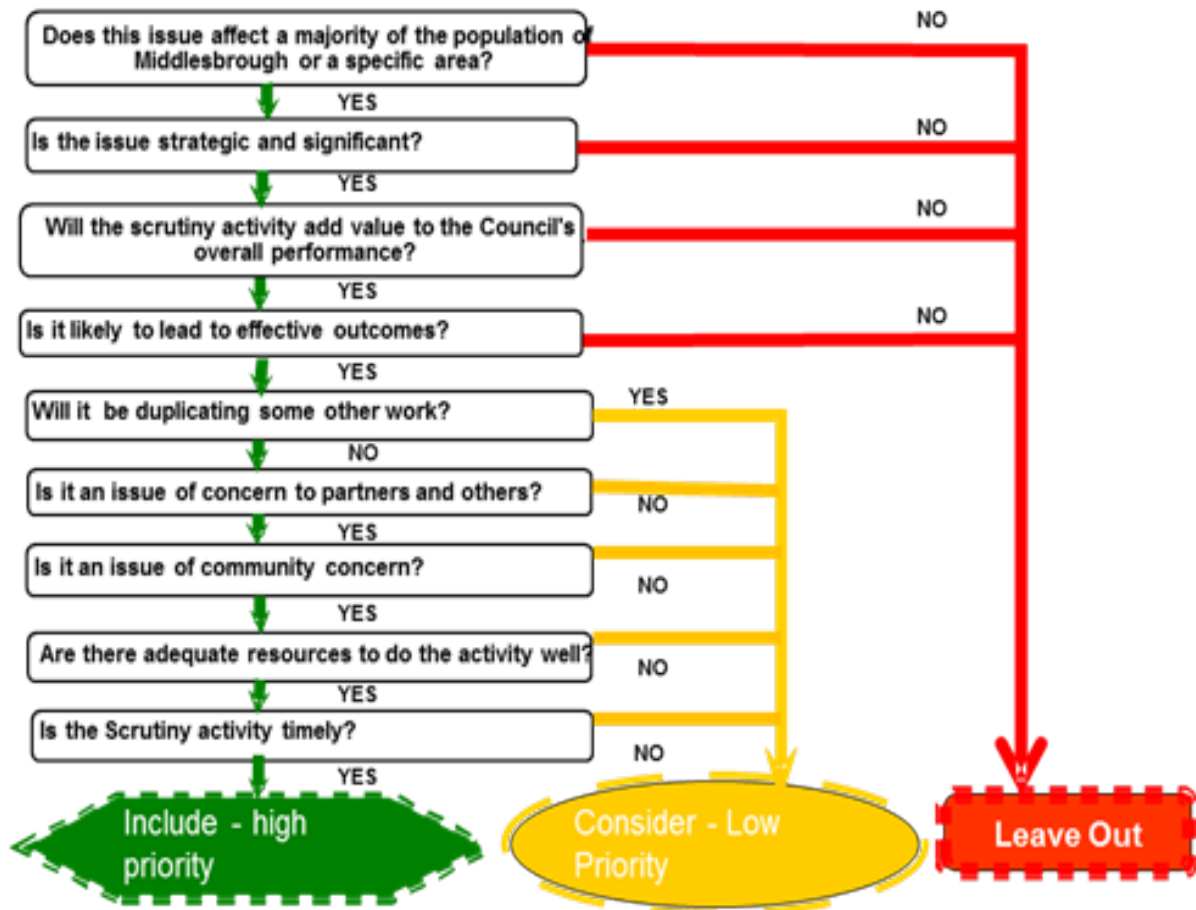 NO
Does this issue affect a majority of the population of
Middlesbrough or a specific area?
YES
Is the issue strategic and significant?
NO
YES
Will the scrutiny activity add value to the Council's
overall performance?
NO
YES
Is it likely to lead to effective outcomes?
NO
YES
Will it be duplicating some other work?
YES
NO
Is it an issue of concern to partners and others?
NO
YES
Is it an issue of community concern?
NO
YES
Are there adequate resources to do the activity well?
NO
YES
Is the Scrutiny activity timely?
NO
YES
Include - high
priority
Consider - Low
Priority
Leave Out